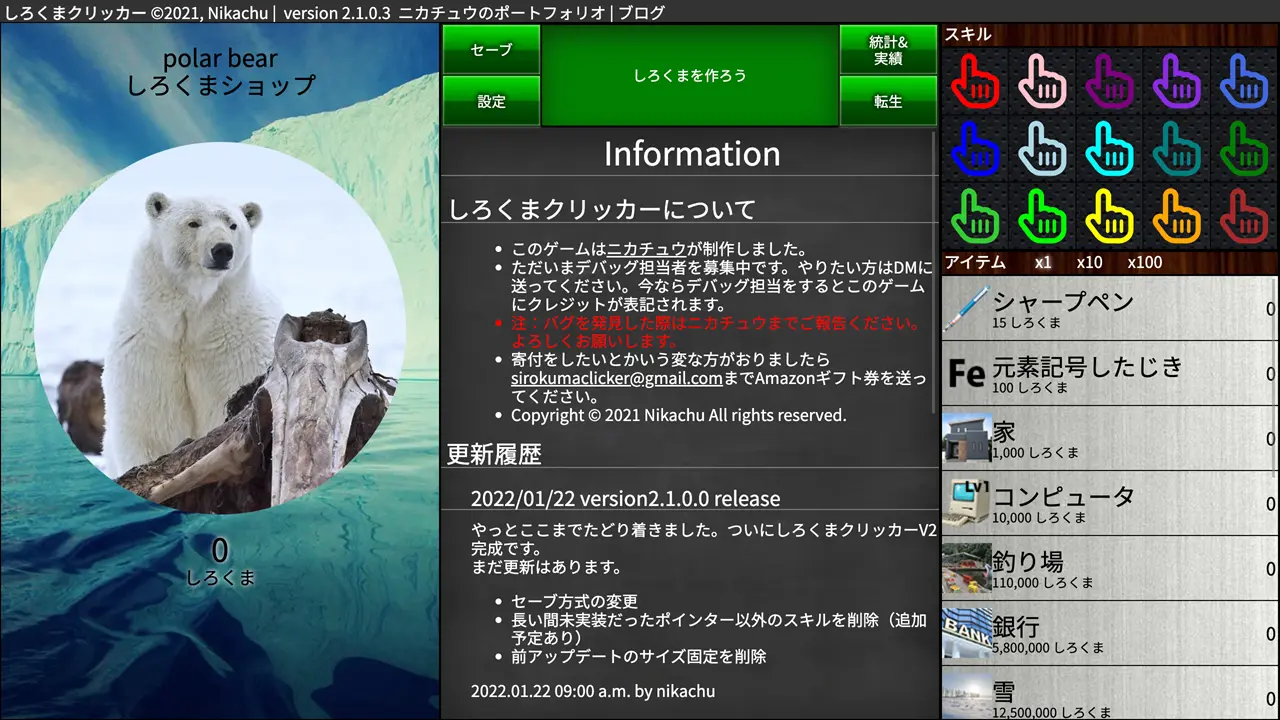 しろくまクリッカー ©2021, Nikachu | version 2.1.0.3 ニカチュウのポートフォリオ | ブログ
polar bear
しろくまショップ
0
しろくま
セーブ
設定
しろくまを作ろう
統計&
実績
転生
Information
しろくまクリッカーについて
このゲームはニカチュウが制作しました。
ただいまデバッグ担当者を募集中です。やりたい方はDMに
送ってください。今ならデバッグ担当をするとこのゲーム
にクレジットが表記されます。
注：バグを発見した際はニカチュウまでご報告ください。
よろしくお願いします。
寄付をしたいとかいう変な方がおりましたら
sirokumaclicker@gmail.comまでAmazonギフト券を送っ
てください。
Copyright © 2021 Nikachu All rights reserved.
更新履歴
2022/01/22 version2.1.0.0 release
やっとここまでたどり着きました。ついにしろくまクリッカーV2
完成です。
まだ更新はあります。
セーブ方式の変更
長い間未実装だったポインター以外のスキルを削除（追加
予定あり）
前アップデートのサイズ固定を削除
2022.01.22 09:00 a.m. by nikachu
スキル
アイテム x1 x10 x100
シャープペン
15 しろくま
0
Fe
元素記号したじき
100 しろくま
0
家
1,000 しろくま
0
LV1
コンピュータ
10,000 しろくま
0
釣り場
110,000 しろくま
0
BANK
銀行
5,800,000 しろくま
0
雪
12,500,000 しろくま
0